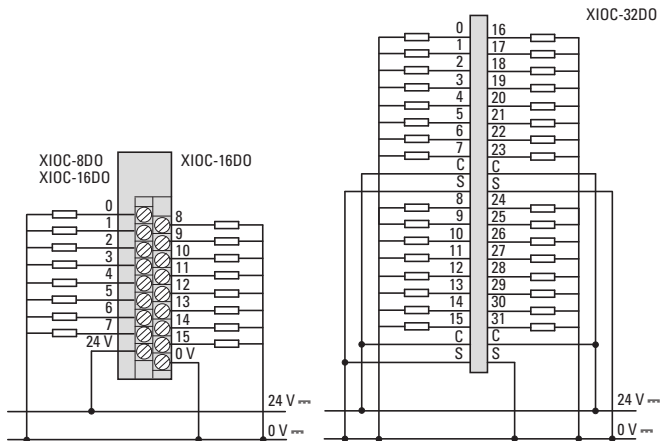 XIOC-32DO
0 16
1 17
2 18
3 19
4 20
5 21
6 22
7 23
C C
S S
8 24
9 25
10 26
11 27
12 28
13 29
14 30
15 31
C C
S S
24 V
0 V
XIOC-8DO
XIOC-16DO
XIOC-16DO
0
1
2
3
4
5
6
7
24 V
8
9
10
11
12
13
14
15
0 V
24 V
0 V